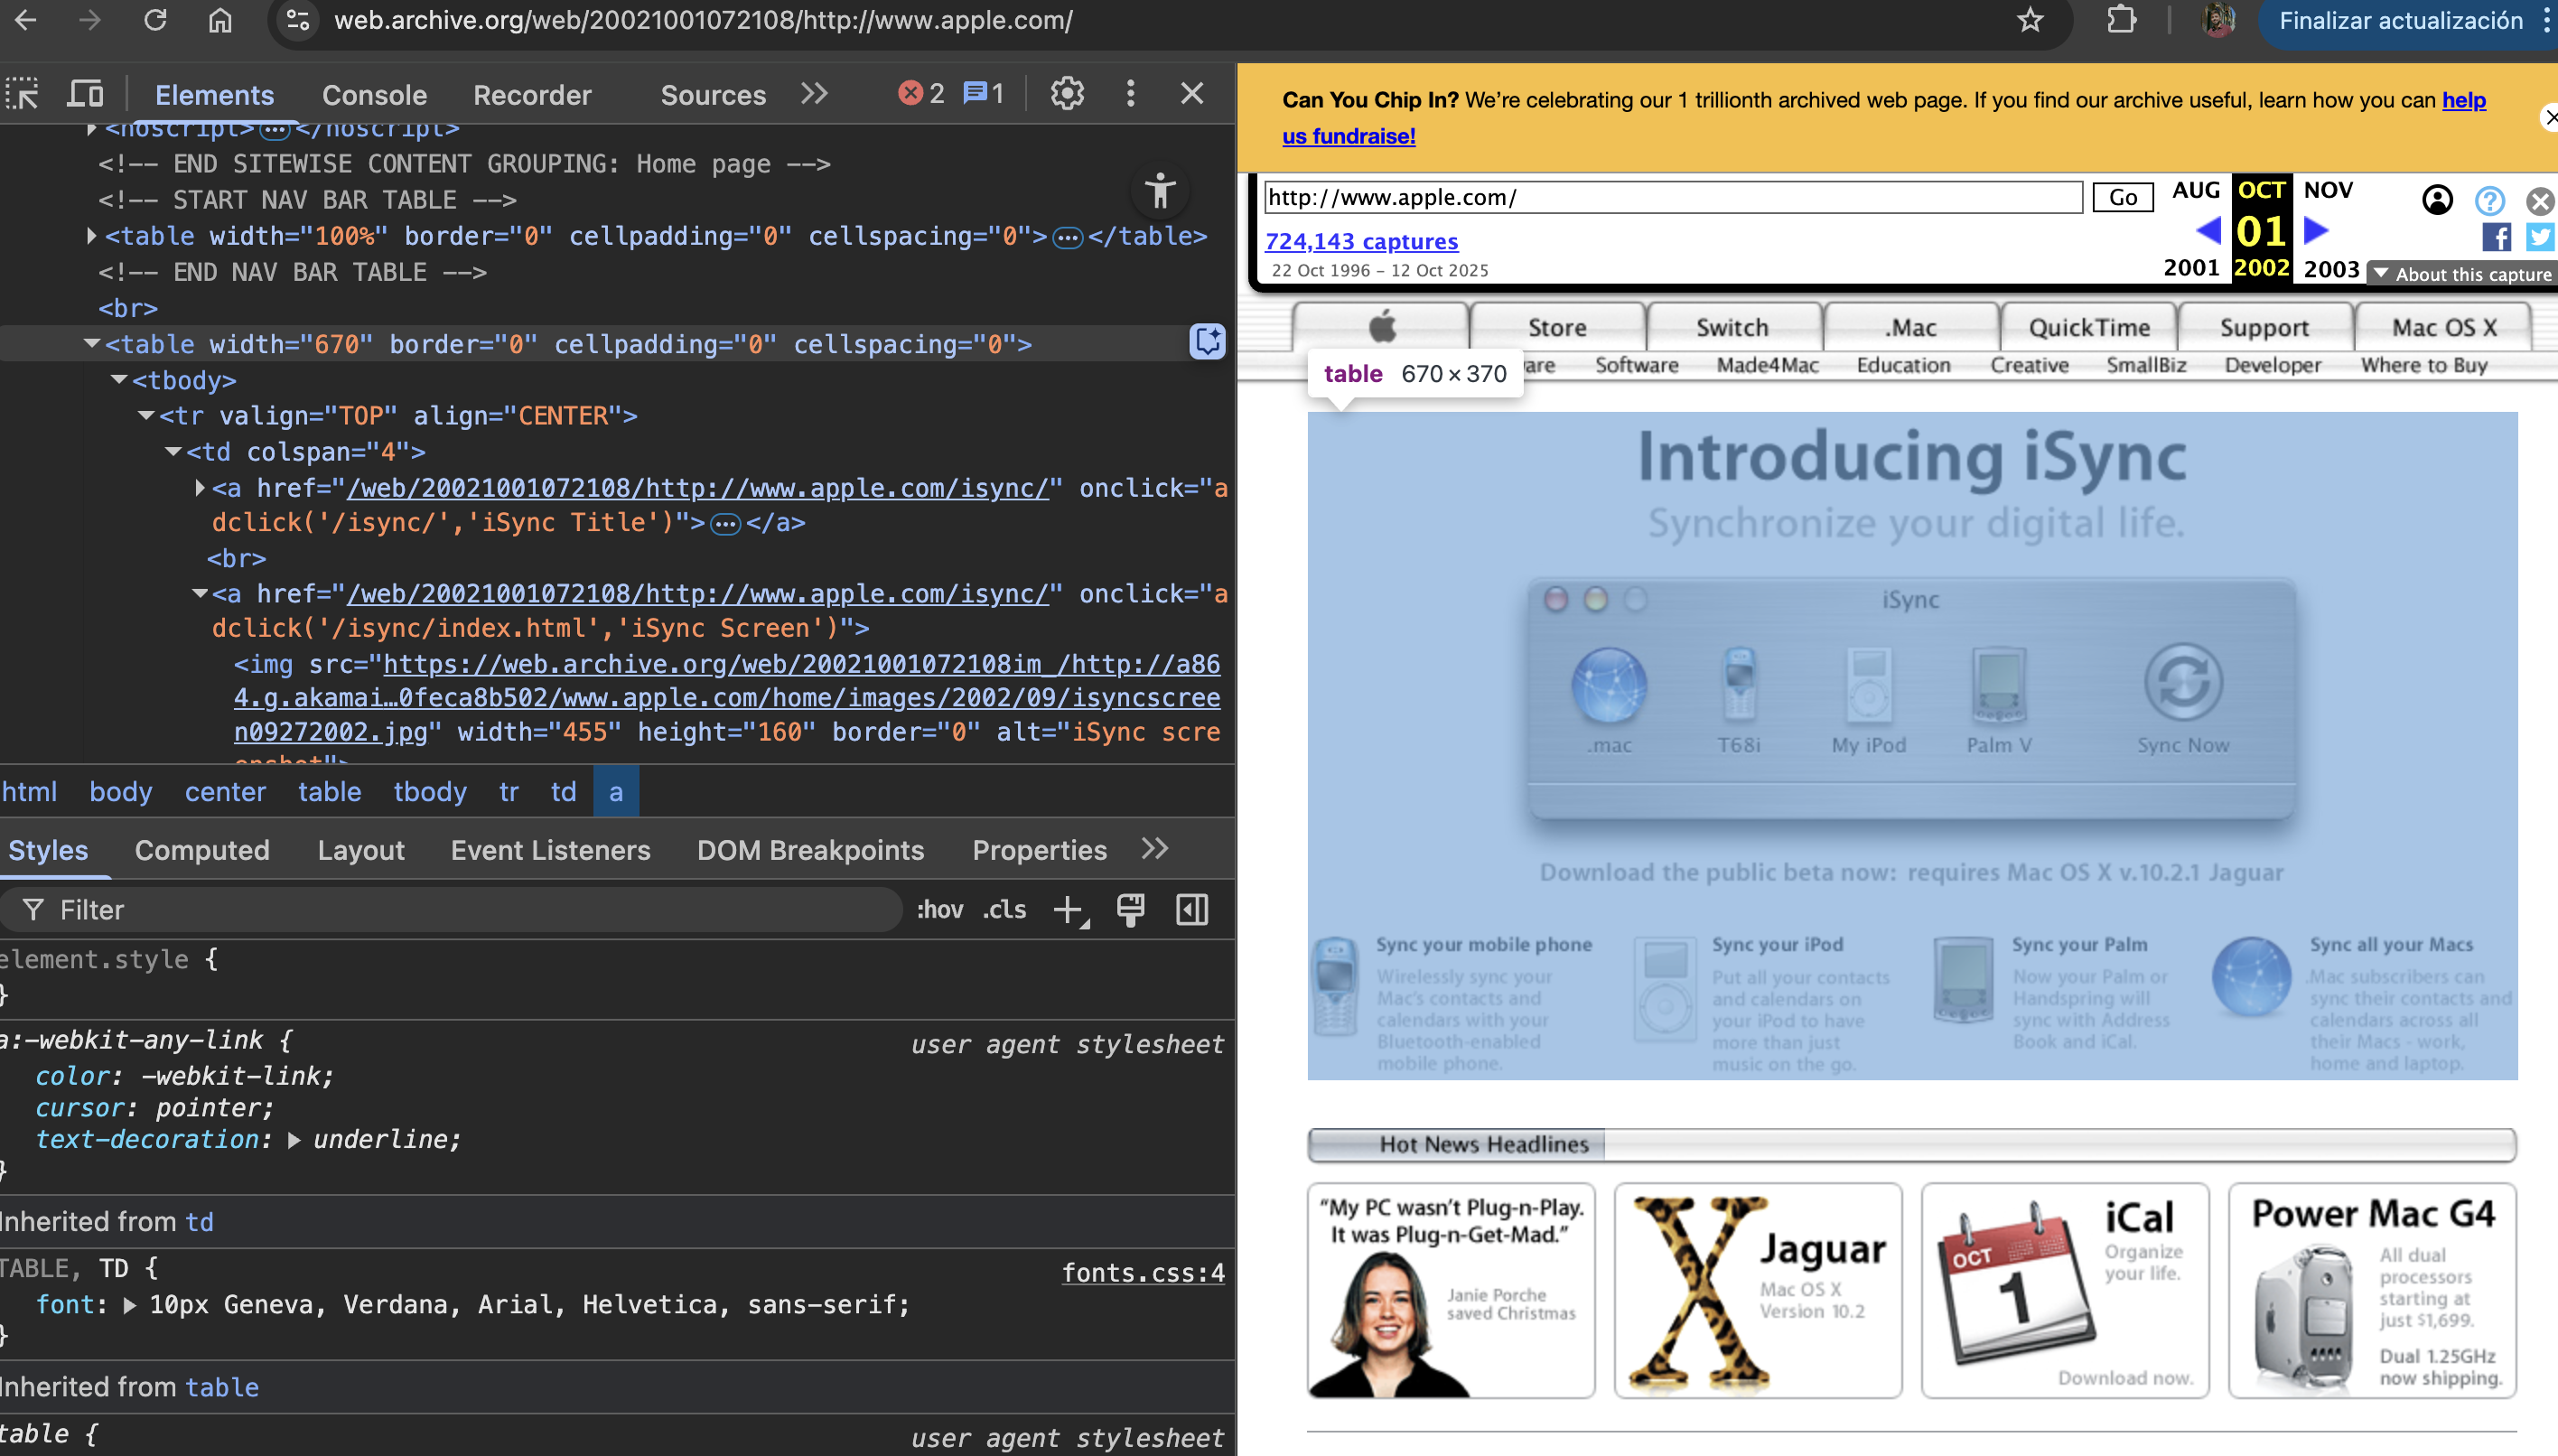 web.archive.org/web/20021001072108/http://www.apple.com/
Finalizar actualización
Elements Console Recorder Sources 2 1
<noscript> </noscript>
<!-- END SITEWISE CONTENT GROUPING: Home page -->
<!-- START NAV BAR TABLE -->
<table width="100%" border="0" cellpadding="0" cellspacing="0"> </table>
<!-- END NAV BAR TABLE -->
<br>
<table width="670" border="0" cellpadding="0" cellspacing="0">
<tbody>
<tr valign="TOP" align="CENTER">
<td colspan="4">
<a href="/web/20021001072108/http://www.apple.com/isync/" onclick="a
dclick('/isync/','iSync Title')"> </a>
<br>
<a href="/web/20021001072108/http://www.apple.com/isync/" onclick="a
dclick('/isync/index.html','iSync Screen')">
<img src="https://web.archive.org/web/20021001072108im_/http://a86
4.g.akamai…0feca8b502/www.apple.com/home/images/2002/09/isyncscree
n09272002.jpg" width="455" height="160" border="0" alt="iSync scre
enshot">
html body center table tbody tr td a
Styles Computed Layout Event Listeners DOM Breakpoints Properties
Filter :hov .cls
element.style {
}
a:-webkit-any-link { user agent stylesheet
color: -webkit-link;
cursor: pointer;
text-decoration: underline;
}
Inherited from td
TABLE, TD { fonts.css:4
font: 10px Geneva, Verdana, Arial, Helvetica, sans-serif;
}
Inherited from table
table { user agent stylesheet
Can You Chip In? We’re celebrating our 1 trillionth archived web page. If you find our archive useful, learn how you can help
us fundraise!
http://www.apple.com/ Go AUG OCT NOV
724,143 captures 01
22 Oct 1996 – 12 Oct 2025 2001 2002 2003 About this capture
Store Switch .Mac QuickTime Support Mac OS X
are Software Made4Mac Education Creative SmallBiz Developer Where to Buy
table 670 × 370
Introducing iSync
Synchronize your digital life.
iSync
.mac T68i My iPod Palm V Sync Now
Download the public beta now: requires Mac OS X v.10.2.1 Jaguar
Sync your mobile phone
Wirelessly sync your
Mac’s contacts and
calendars with your
Bluetooth-enabled
mobile phone.
Sync your iPod
Put all your contacts
and calendars on
your iPod to have
more than just
music on the go.
Sync your Palm
Now your Palm or
Handspring will
sync with Address
Book and iCal.
Sync all your Macs
.Mac subscribers can
sync their contacts and
calendars across all
their Macs - work,
home and laptop.
Hot News Headlines
“My PC wasn’t Plug-n-Play.
It was Plug-n-Get-Mad.”
Janie Porche
saved Christmas
X
Jaguar
Mac OS X
Version 10.2
OCT
1
iCal
Organize
your life.
Download now.
Power Mac G4
All dual
processors
starting at
just $1,699.
Dual 1.25GHz
now shipping.